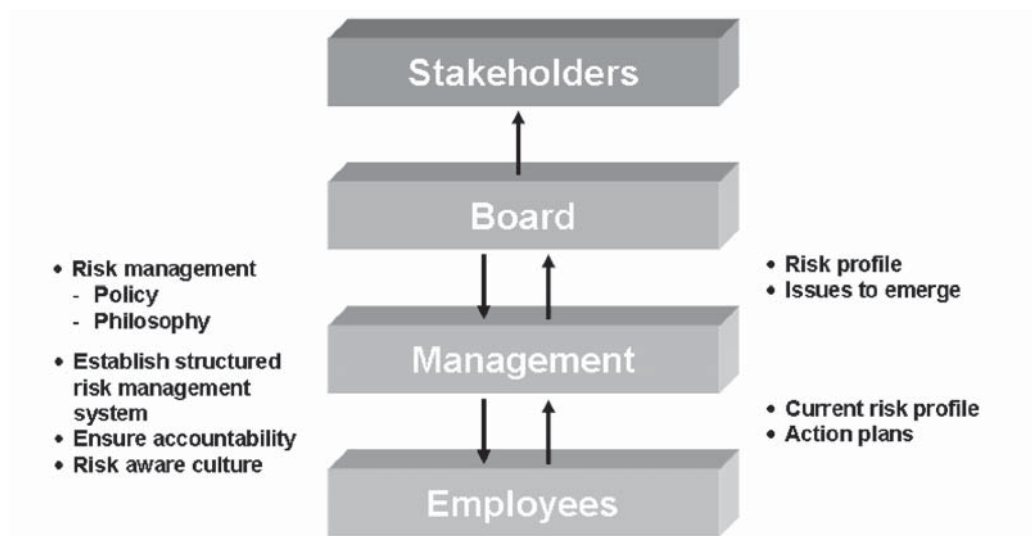 Stakeholders
Board
• Risk management
- Policy
- Philosophy
• Risk profile
• Issues to emerge
Management
• Establish structured
risk management
system
• Ensure accountability
• Risk aware culture
• Current risk profile
• Action plans
Employees